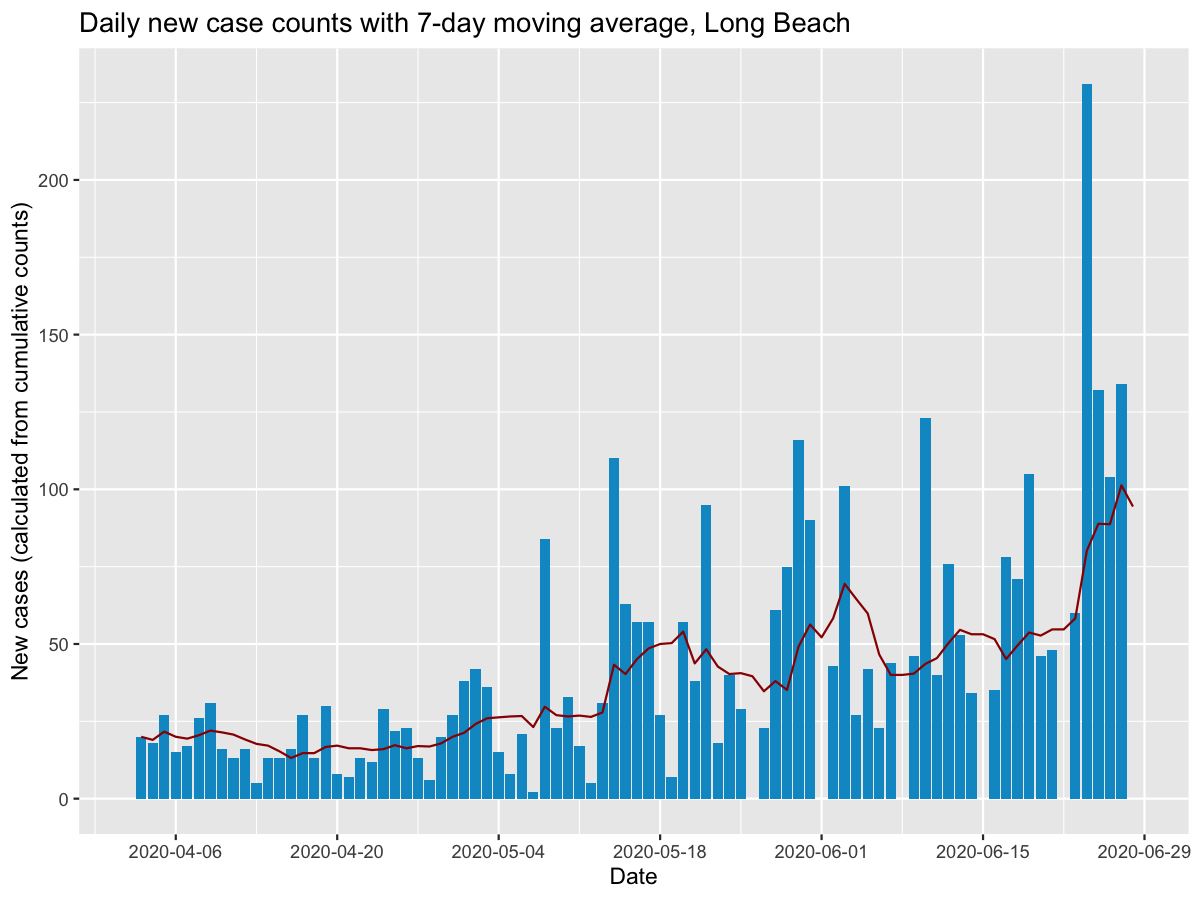 Daily new case counts with 7-day moving average, Long Beach
New cases (calculated from cumulative counts)
200
150
100
50
0
2020-04-06 2020-04-20 2020-05-04 2020-05-18 2020-06-01 2020-06-15 2020-06-29
Date